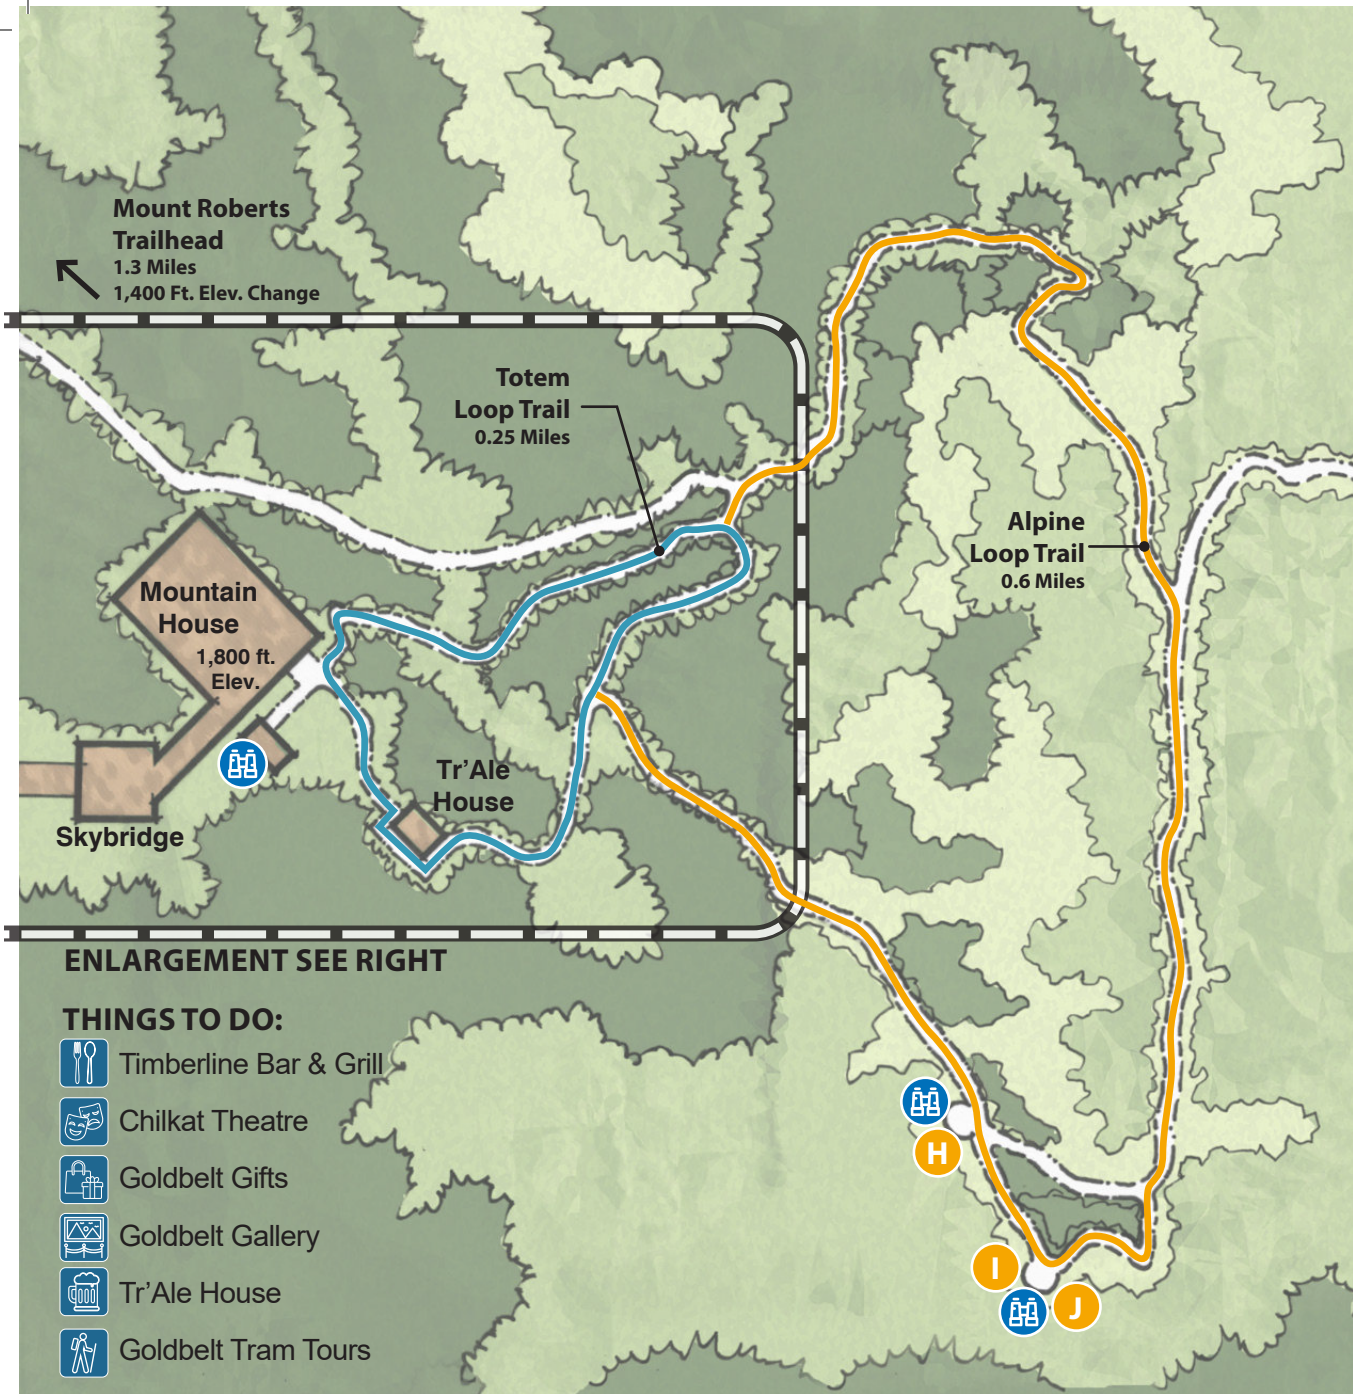 Mount Roberts
Trailhead
1.3 Miles
1,400 Ft. Elev. Change
Totem
Loop Trail
0.25 Miles
Alpine
Loop Trail
0.6 Miles
Mountain
House
1,800 ft.
Elev.
Tr’Ale
House
Skybridge
ENLARGEMENT SEE RIGHT
THINGS TO DO:
Timberline Bar & Grill
Chilkat Theatre
Goldbelt Gifts
Goldbelt Gallery
Tr’Ale House
Goldbelt Tram Tours
H
I
J